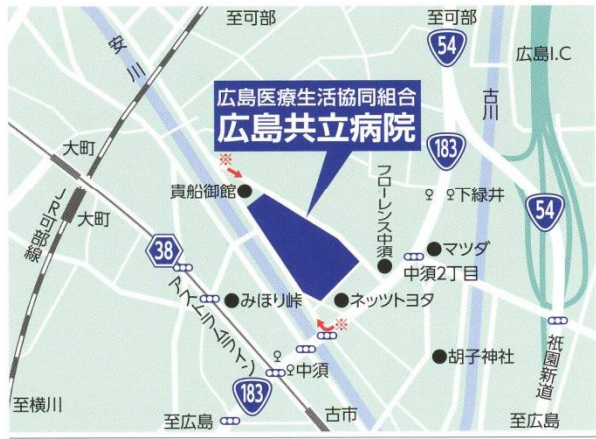 至可部
至可部
54
広島I.C
安川
古川
広島医療生活協同組合
広島共立病院
183
大町
※
貴船御館
フローレンス中須
下緑井
54
大町
JR可部線
38
マツダ
中須2丁目
アストラムライン
みほり峠
ネッツトヨタ
※
胡子神社
祇園新道
中須
183
至横川
至広島
古市
至広島